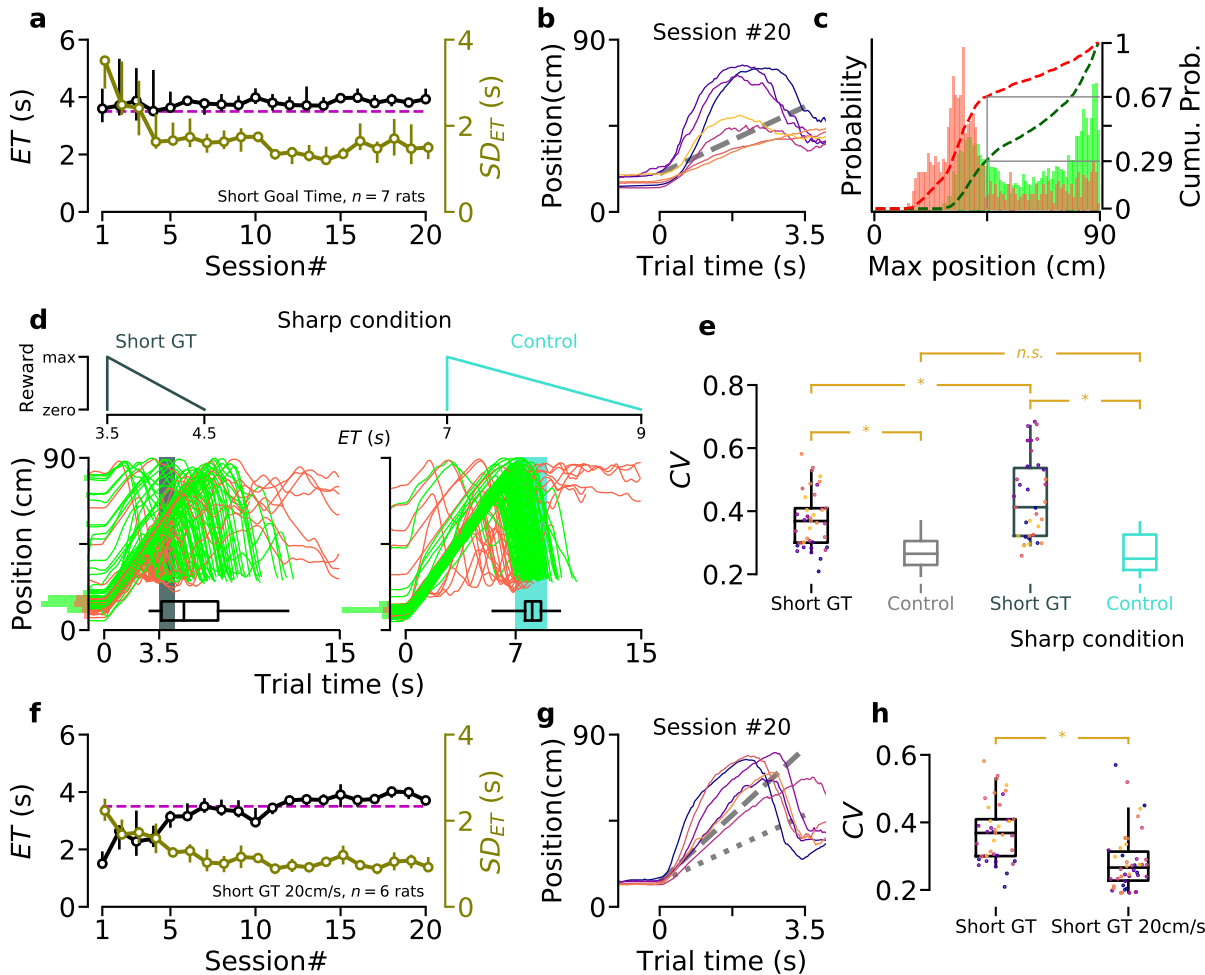 a
6
4
2
0
ET (s)
4
2
0
SD_ET (s)
Short Goal Time, n = 7 rats
1 5 10 15 20
Session#
b
Session #20
90
0
Position(cm)
0 3.5
Trial time (s)
c
Probability
1
0.67
0.29
0
Cumu. Prob.
0 90
Max position (cm)
d
Sharp condition
Short GT
Control
Reward
max
zero
3.5 4.5 7 9
ET (s)
90
0
Position (cm)
0 3.5 15
0 7 15
Trial time (s)
e
n.s.
*
*
*
0.8
0.6
0.4
0.2
CV
Short GT Control Short GT Control
Sharp condition
f
6
4
2
0
ET (s)
4
2
0
SD_ET (s)
Short GT 20cm/s, n = 6 rats
1 5 10 15 20
Session#
g
Session #20
90
0
Position(cm)
0 3.5
Trial time (s)
h
*
0.6
0.4
0.2
CV
Short GT Short GT 20cm/s